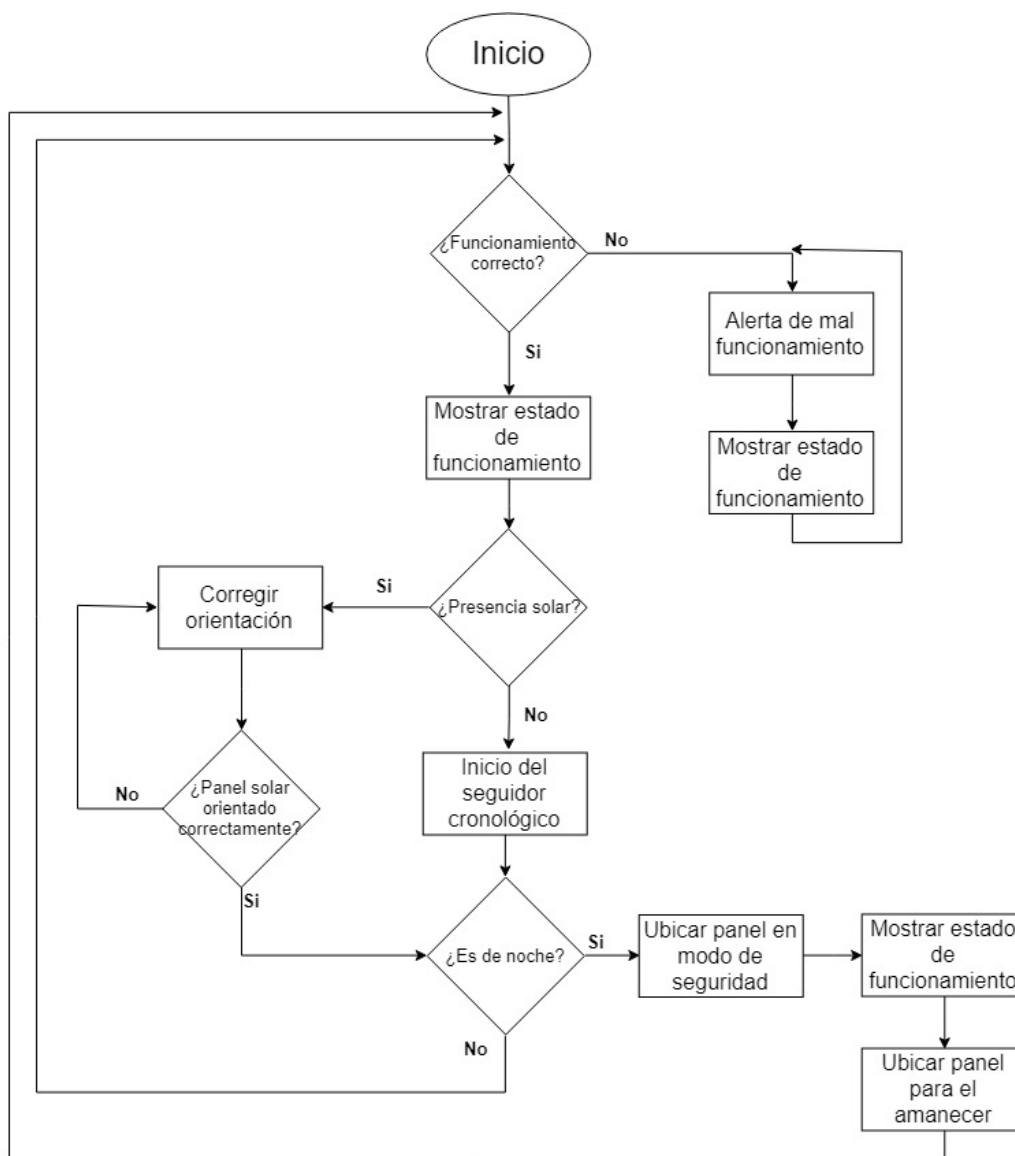 Inicio
¿Funcionamiento
correcto?
No
Si
Alerta de mal
funcionamiento
Mostrar estado
de
funcionamiento
Mostrar estado
de
funcionamiento
¿Presencia solar?
Si
No
Corregir
orientación
¿Panel solar
orientado
correctamente?
No
Si
Inicio del
seguidor
cronológico
¿Es de noche?
Si
No
Ubicar panel en
modo de
seguridad
Mostrar estado
de
funcionamiento
Ubicar panel
para el
amanecer